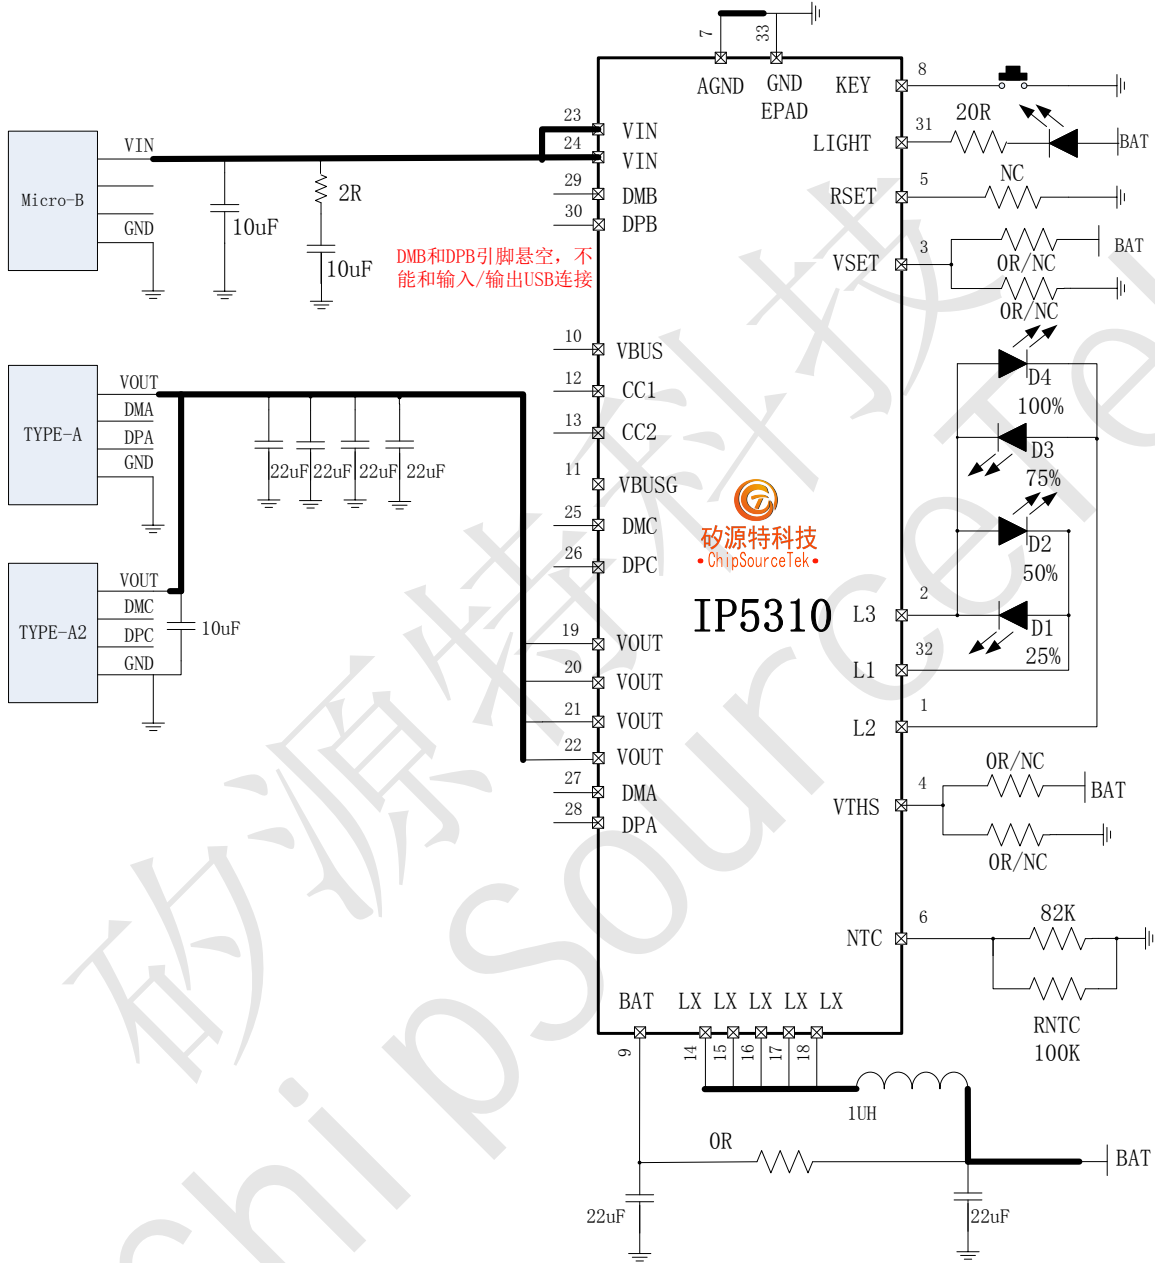 7
33
AGND
GND
EPAD
KEY
8
23
VIN
24
VIN
LIGHT
31
20R
BAT
VIN
Micro-B
GND
10uF
2R
10uF
29
DMB
30
DPB
DMB和DPB引脚悬空，不
能和输入/输出USB连接
RSET
5
NC
VSET
3
0R/NC
BAT
0R/NC
10
VBUS
12
CC1
13
CC2
11
VBUSG
25
DMC
26
DPC
D4
100%
D3
75%
D2
50%
D1
25%
VOUT
DMA
TYPE-A
DPA
GND
22uF
22uF
22uF
22uF
矽源特科技
ChipSourceTek
IP5310
VOUT
DMC
TYPE-A2
DPC
GND
10uF
L3
2
L1
32
L2
1
19
VOUT
20
VOUT
21
VOUT
22
VOUT
27
DMA
28
DPA
VTHS
4
0R/NC
BAT
0R/NC
NTC
6
82K
RNTC
100K
BAT
LX
LX
LX
LX
LX
9
14
15
16
17
18
1UH
0R
BAT
22uF
22uF
矽源特科技
ChipSourceTek